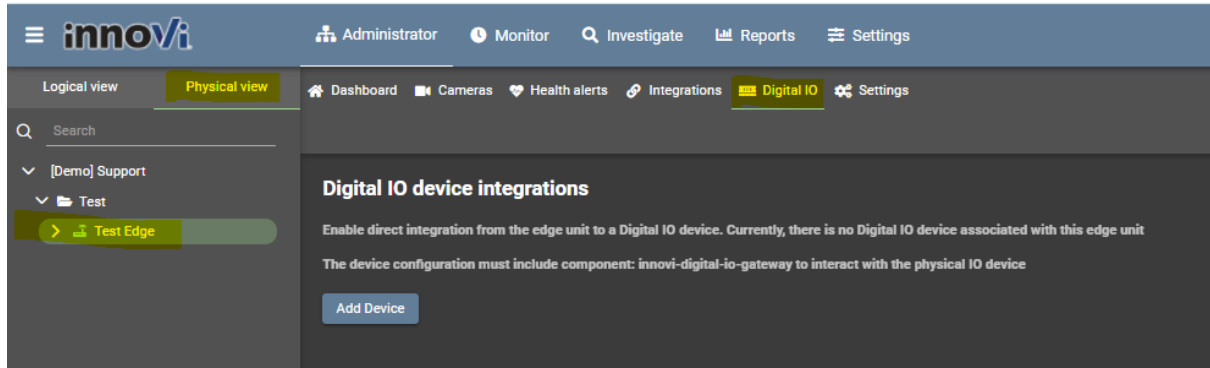 innoVi
Administrator Monitor Investigate Reports Settings
Logical view Physical view
Dashboard Cameras Health alerts Integrations Digital IO Settings
Search
[Demo] Support
Test
Test Edge
Digital IO device integrations
Enable direct integration from the edge unit to a Digital IO device. Currently, there is no Digital IO device associated with this edge unit
The device configuration must include component: innovi-digital-io-gateway to interact with the physical IO device
Add Device